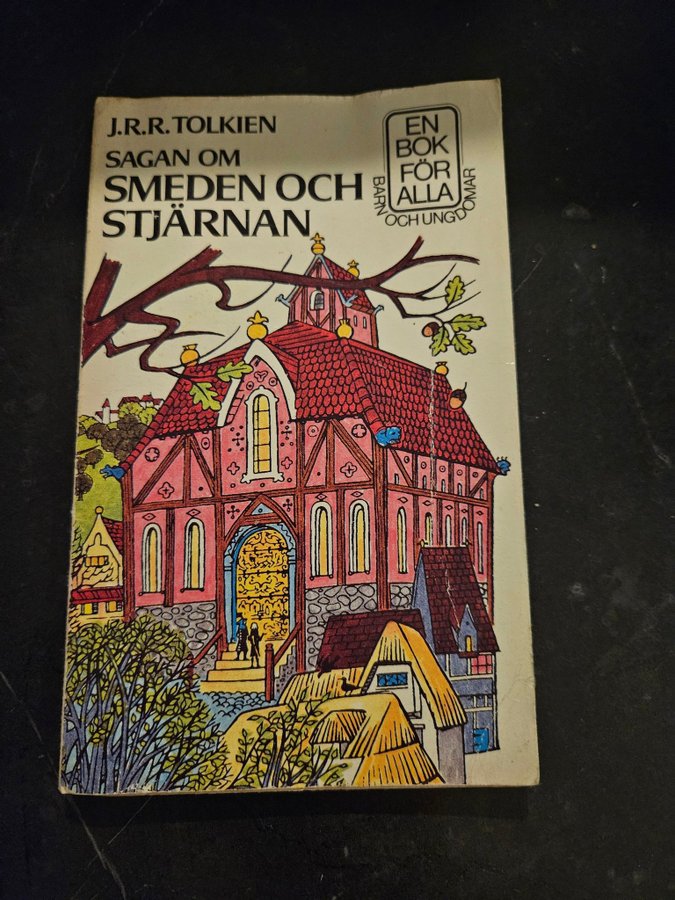 J.R.R. TOLKIEN
SAGAN OM
SMEDEN OCH
STJÄRNAN
EN
BOK
FÖR
ALLA
BARN OCH UNGDOMAR